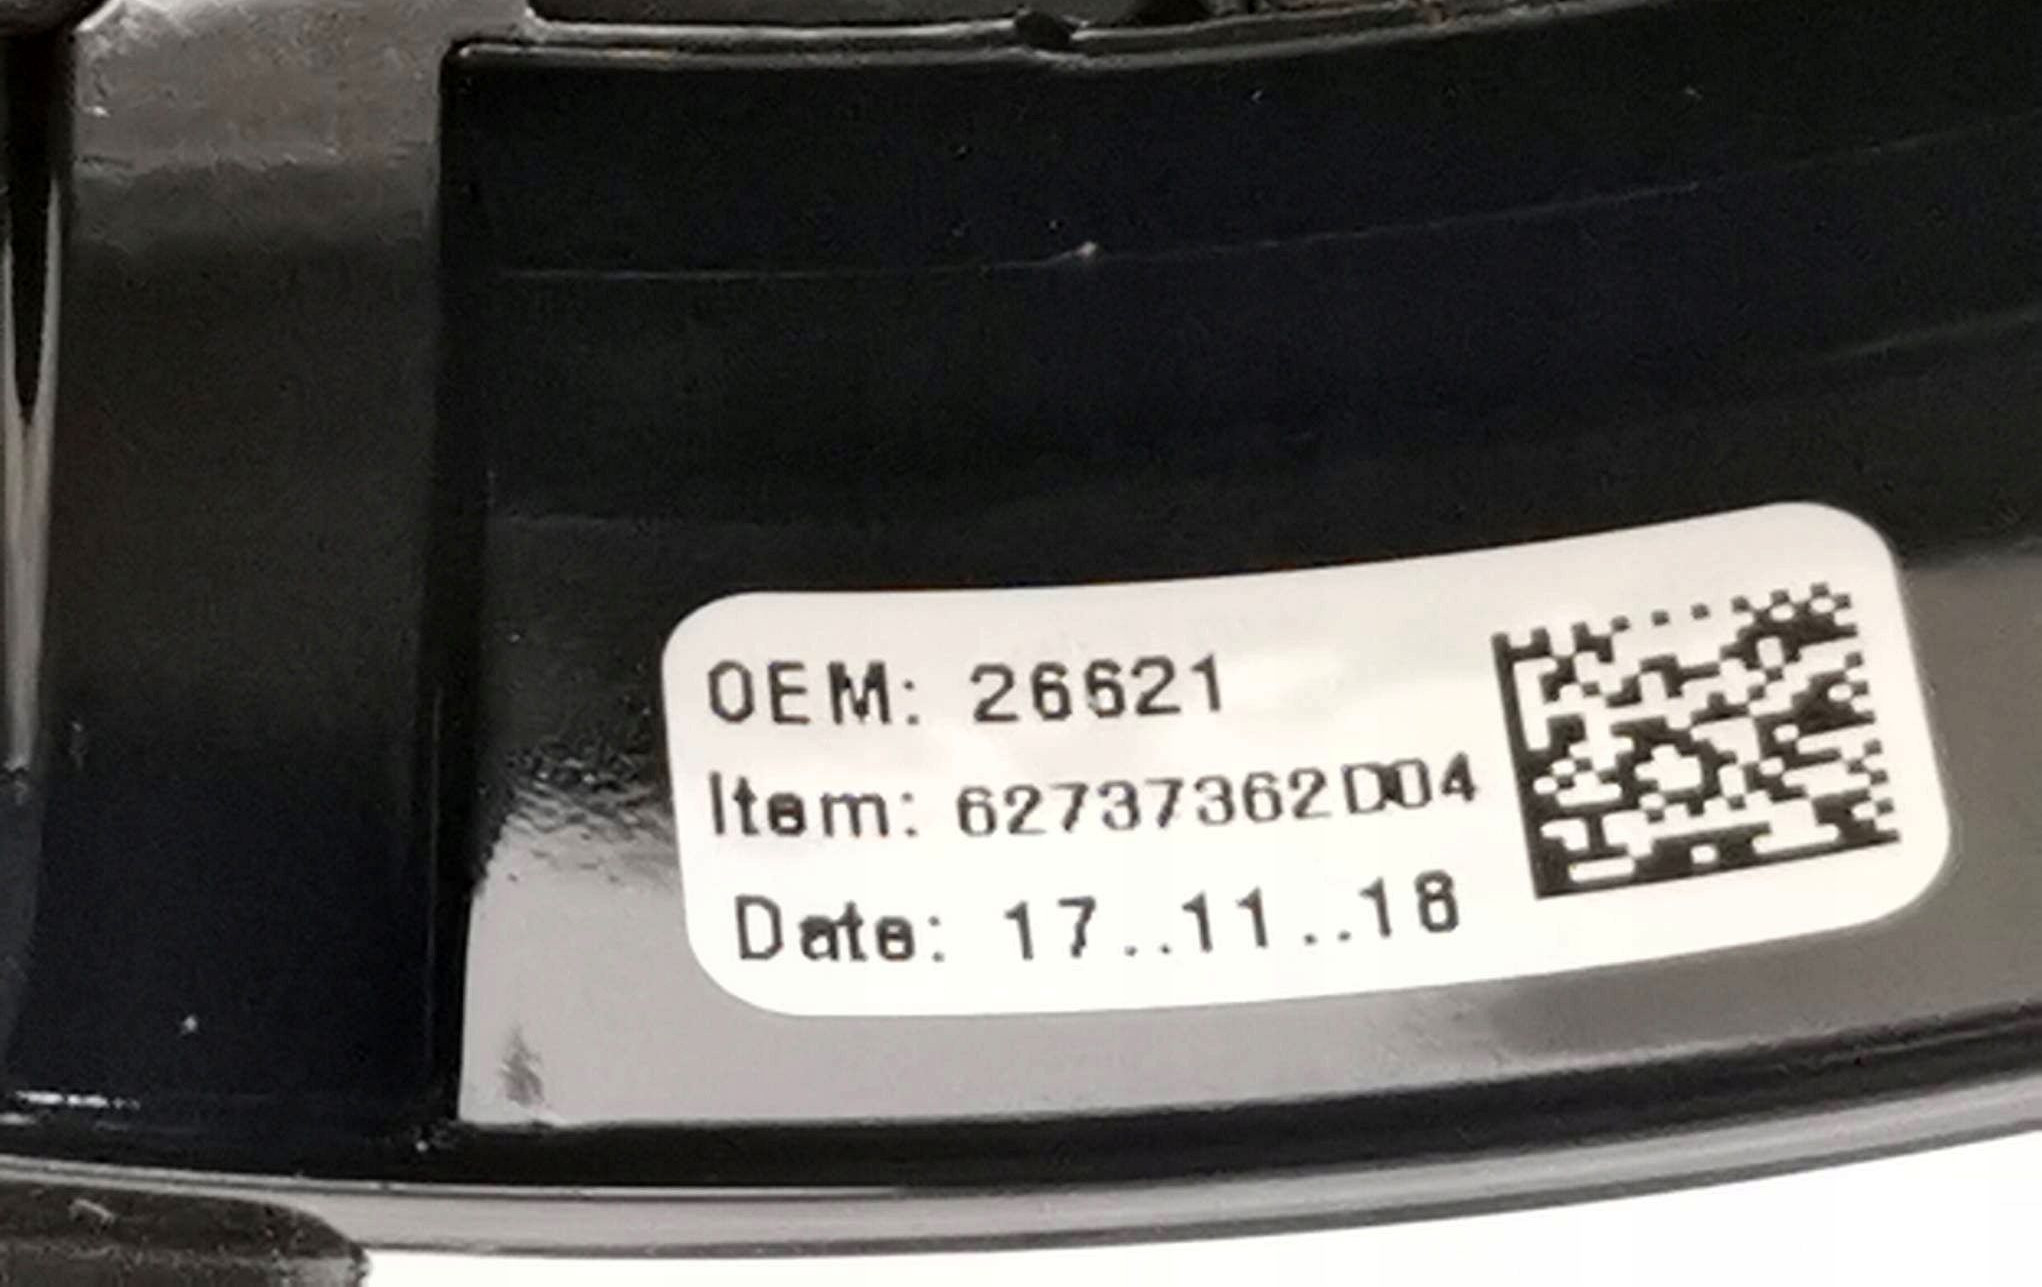 OEM: 26621
Item: 62737362D04
Date: 17..11..18